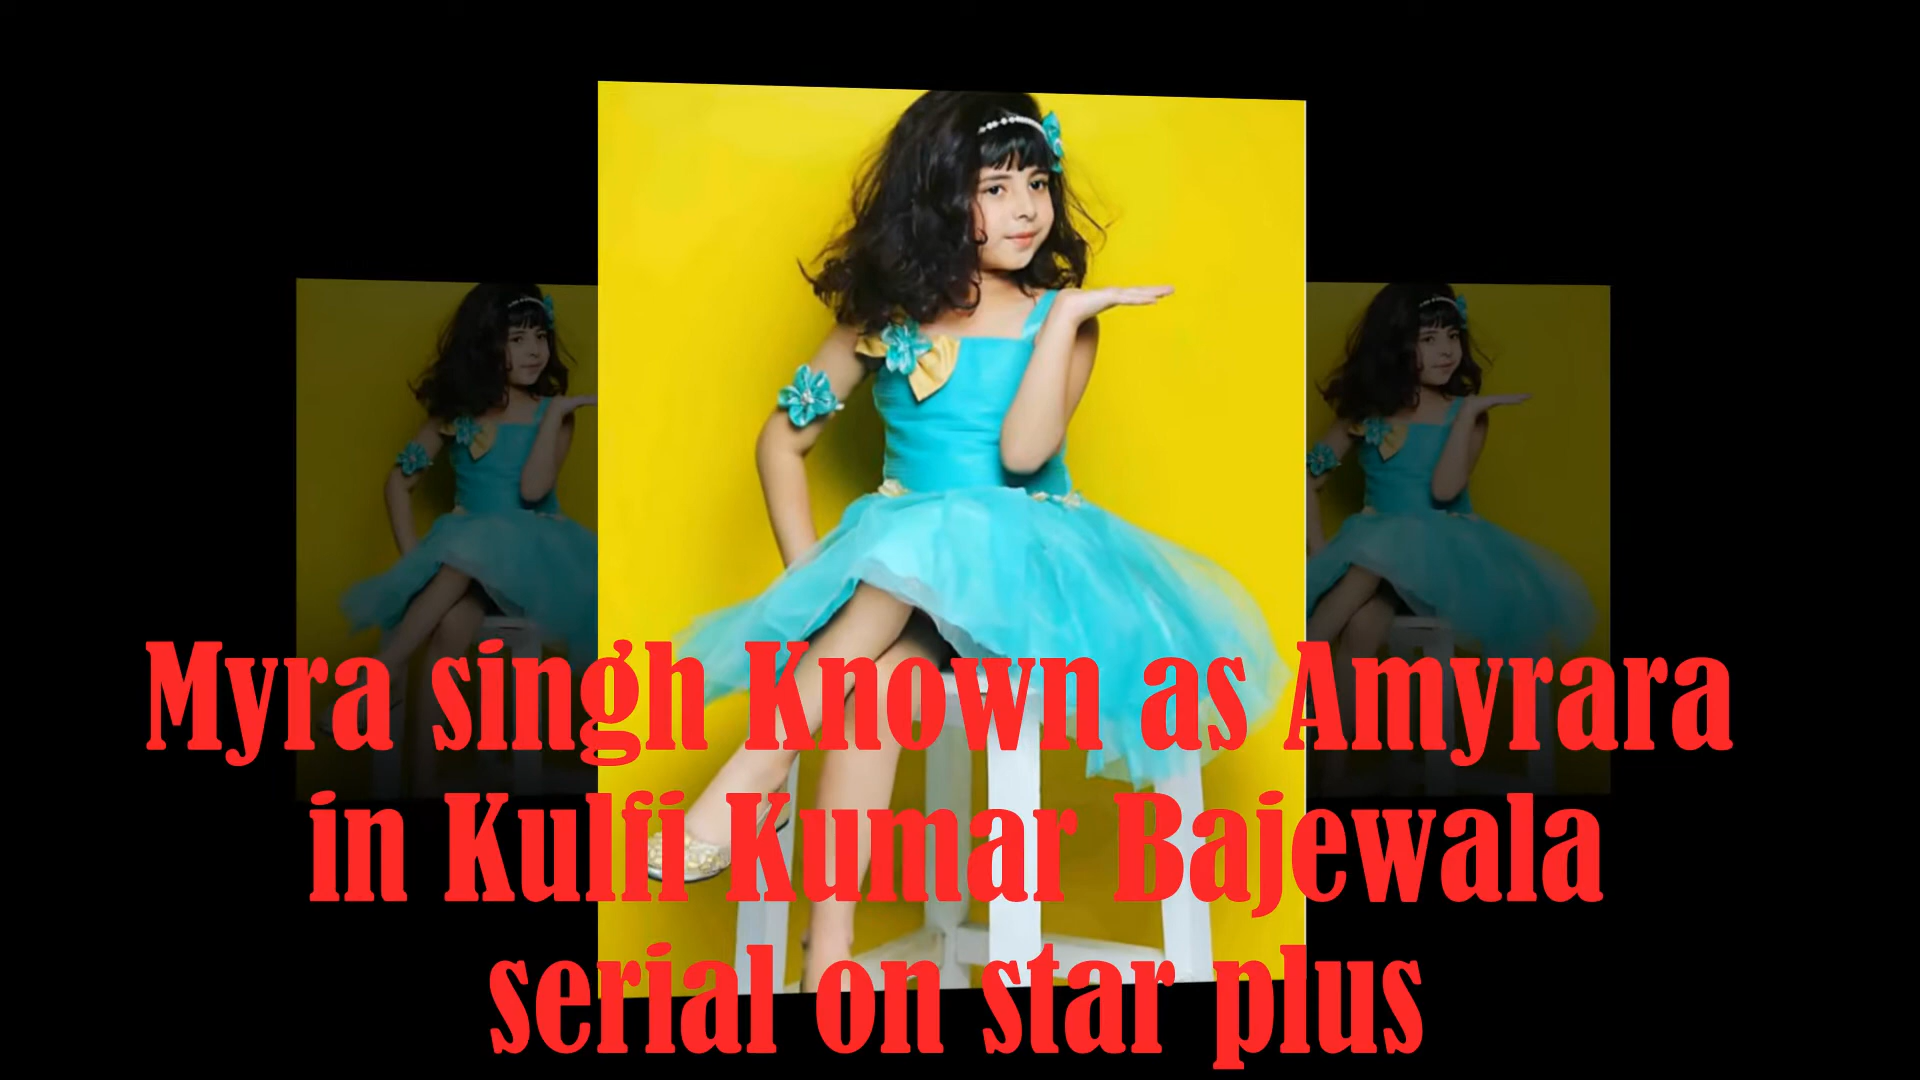 Myra singh Known as Amyrara
in Kulfi Kumar Bajewala
serial on star plus